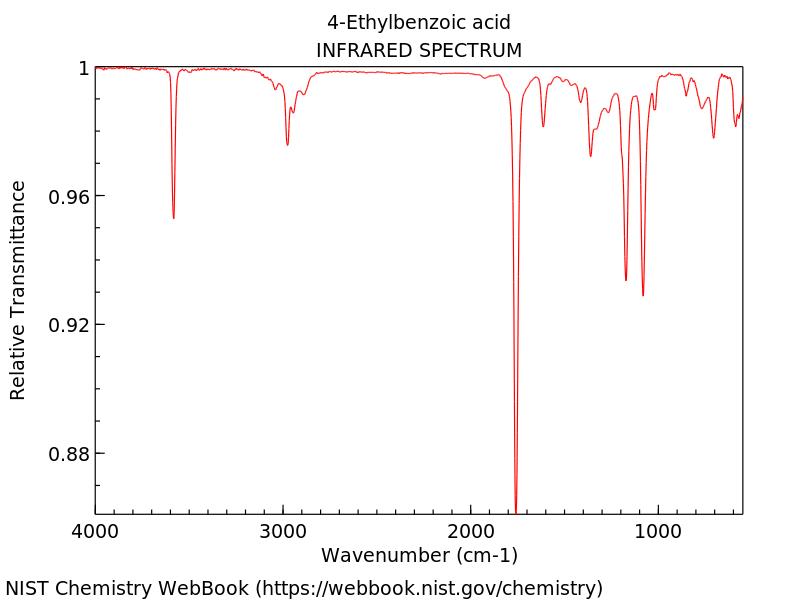 4-Ethylbenzoic acid
INFRARED SPECTRUM
Relative Transmittance
1
0.96
0.92
0.88
4000 3000 2000 1000
Wavenumber (cm-1)
NIST Chemistry WebBook (https://webbook.nist.gov/chemistry)